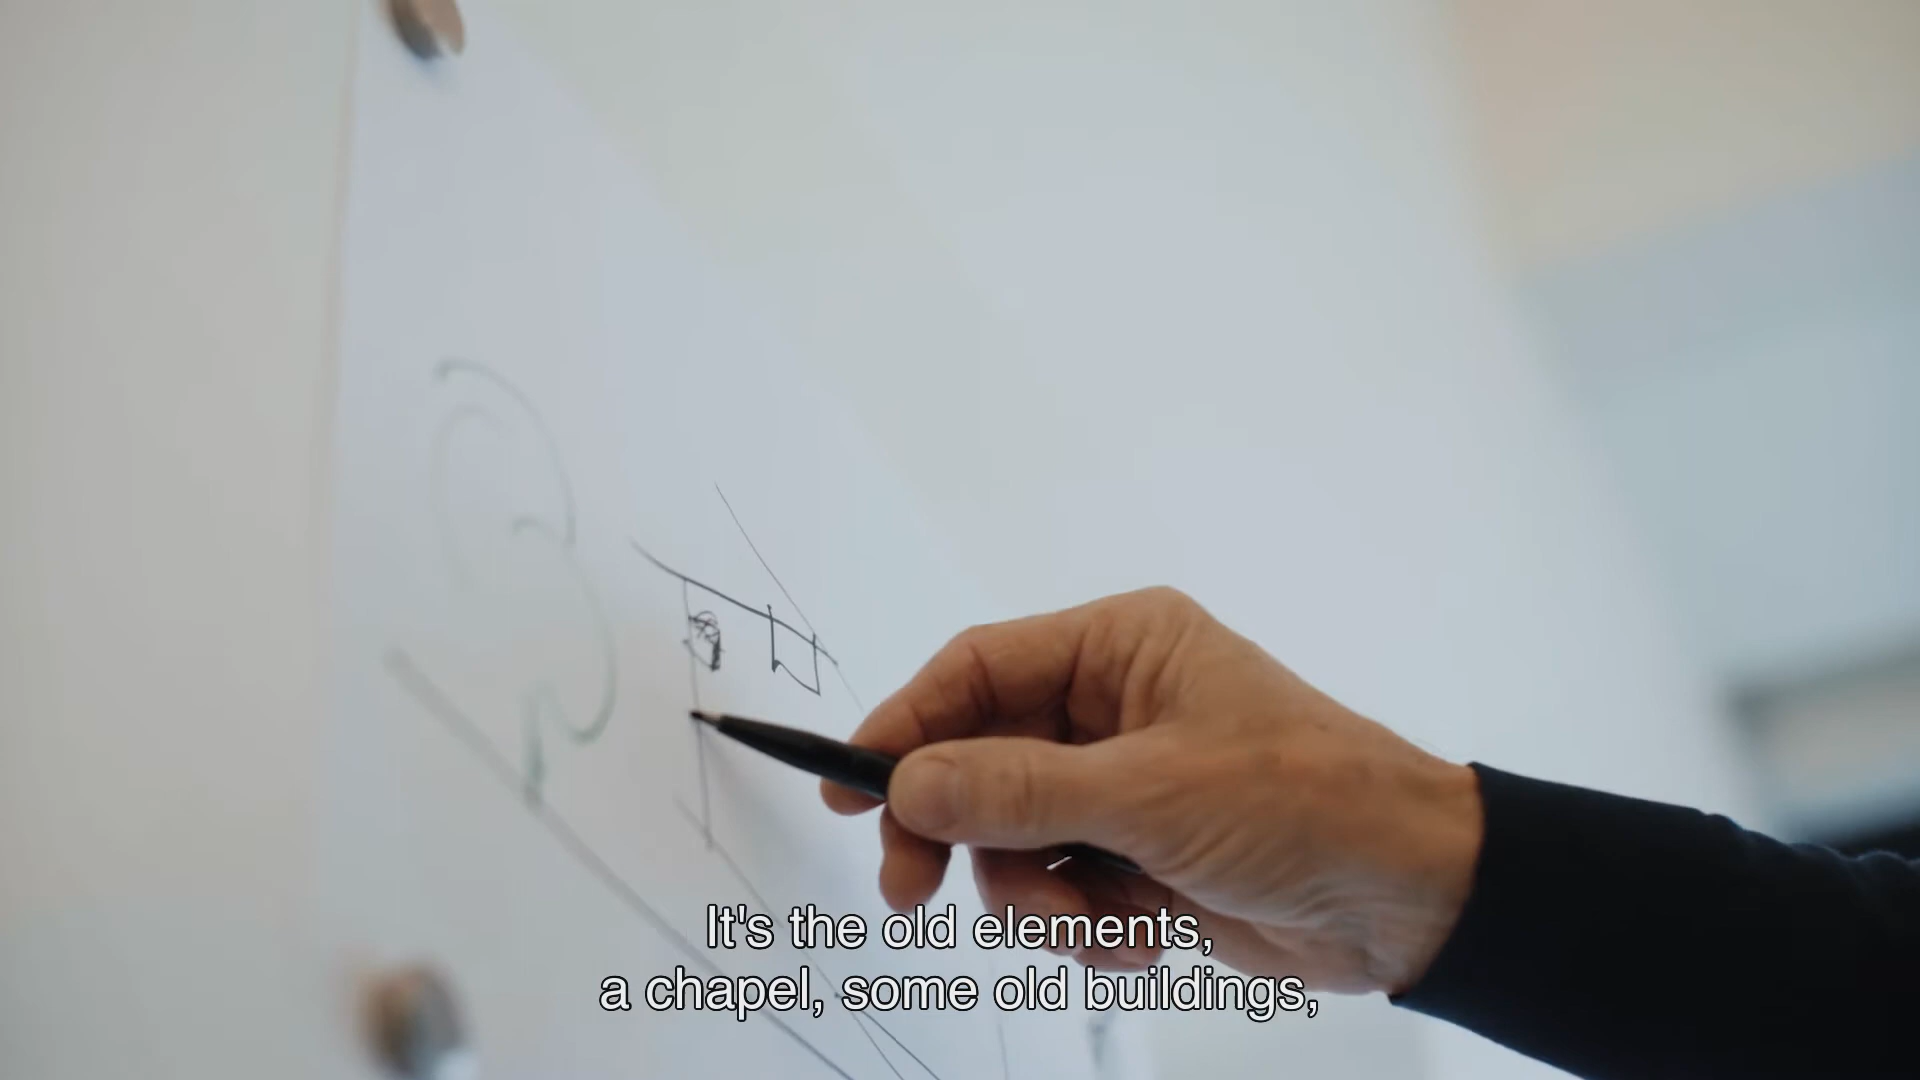 It's the old elements,
a chapel, some old buildings,